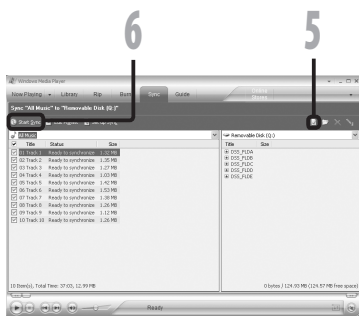 6
5
Windows Media Player
Now Playing Library Rip Burn Sync Guide
Sync "All Music" to "Removable Disk (Q:)"
Start Sync
All Music
Removable Disk (Q:)
Title Status Size
Title Size
01 Track 1 Ready to synchronize 1.32 MB
02 Track 2 Ready to synchronize 1.35 MB
03 Track 3 Ready to synchronize 1.27 MB
04 Track 4 Ready to synchronize 1.03 MB
05 Track 5 Ready to synchronize 1.42 MB
06 Track 6 Ready to synchronize 1.53 MB
07 Track 7 Ready to synchronize 1.38 MB
08 Track 8 Ready to synchronize 1.26 MB
09 Track 9 Ready to synchronize 1.12 MB
10 Track 10 Ready to synchronize 1.26 MB
DSS_FLDA
DSS_FLDB
DSS_FLDC
DSS_FLDD
DSS_FLDE
10 Item(s), Total Time: 37:03, 12.99 MB
0 bytes / 124.93 MB (124.57 MB free space)
Ready